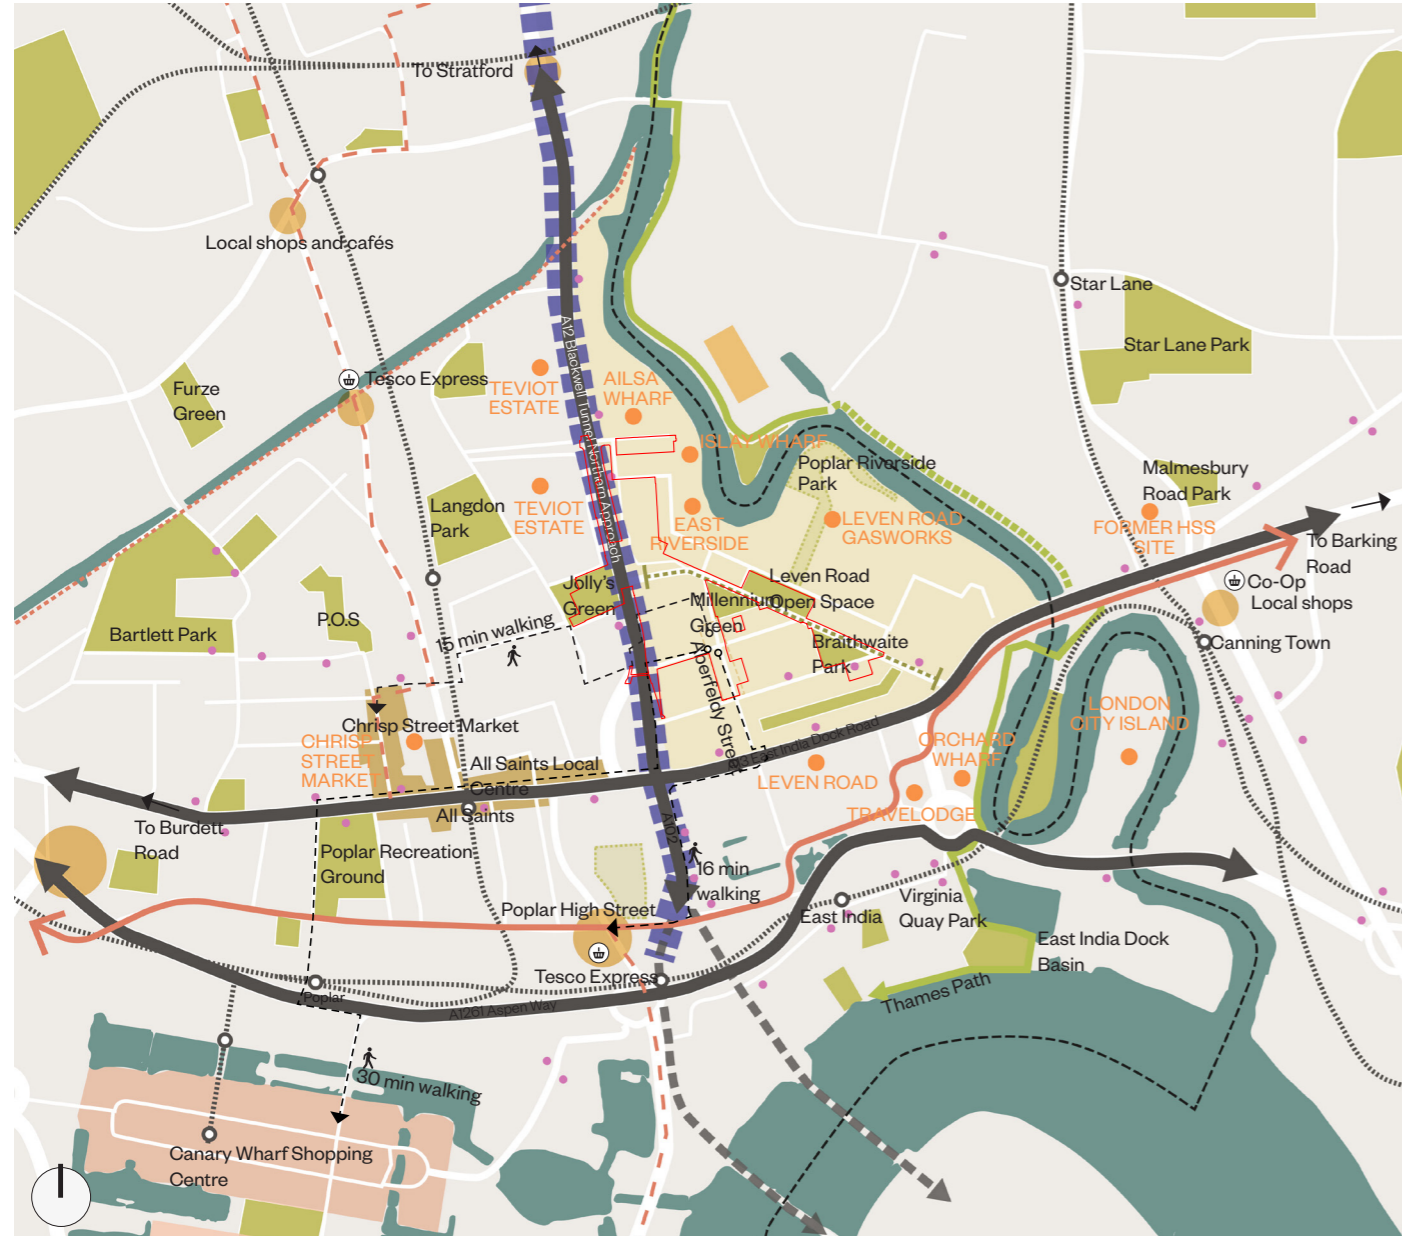 To Stratford
Local shops and cafés
Star Lane
Star Lane Park
Furze
Green
Tesco Express
TEVIOT
ESTATE
AILSA
WHARF
A12 Blackwell Tunnel Northern Approach
ISLAY WHARF
Poplar Riverside
Park
Malmesbury
Road Park
Langdon
Park
TEVIOT
ESTATE
EAST
RIVERSIDE
LEVEN ROAD
GASWORKS
FORMER HSS
SITE
To Barking
Road
Jolly's
Green
Millennium
Green
Leven Road
Open Space
Co-Op
Local shops
P.O.S
Bartlett Park
15 min walking
Aberfeldy Street
Braithwaite
Park
Canning Town
Chrisp Street Market
CHRISP
STREET
MARKET
All Saints Local
Centre
All Saints
A13 East India Dock Road
ORCHARD
WHARF
LONDON
CITY ISLAND
LEVEN ROAD
TRAVELODGE
To Burdett
Road
A102
Poplar Recreation
Ground
16 min
walking
Poplar High Street
East India
Virginia
Quay Park
East India Dock
Basin
Tesco Express
Thames Path
Poplar
A1261 Aspen Way
30 min walking
Canary Wharf Shopping
Centre